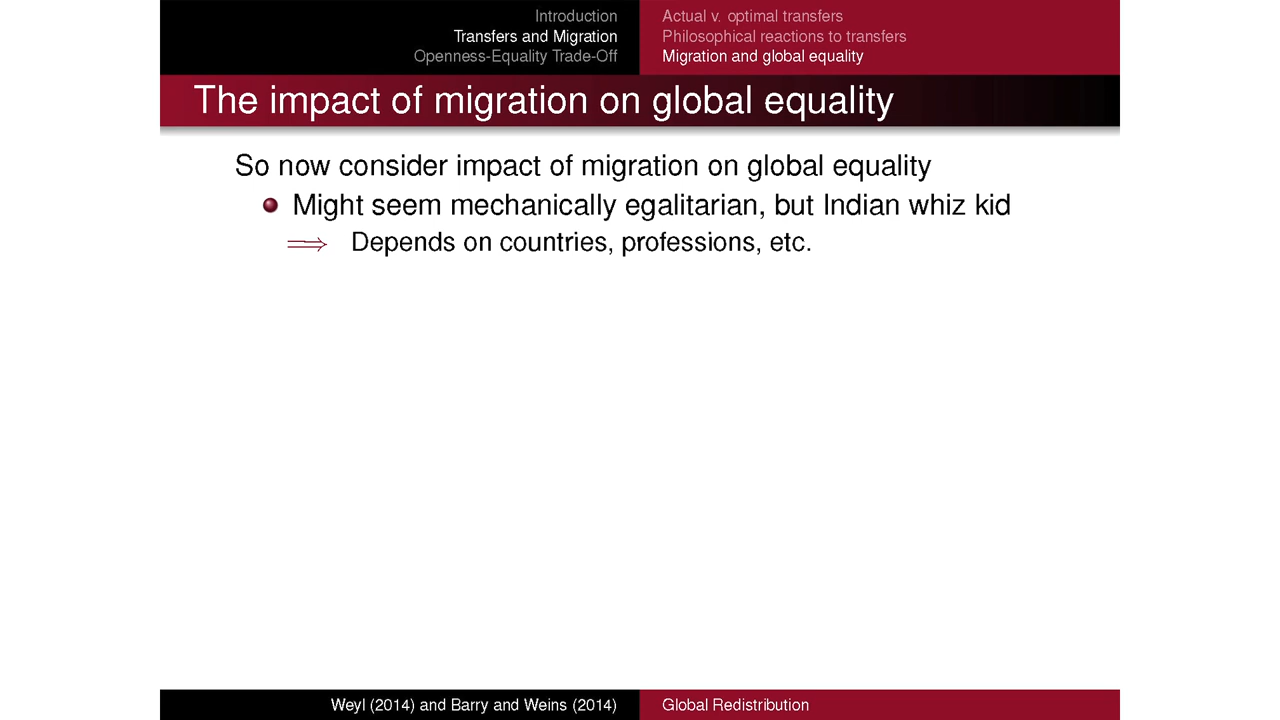 Introduction
Transfers and Migration
Openness-Equality Trade-Off
Actual v. optimal transfers
Philosophical reactions to transfers
Migration and global equality
The impact of migration on global equality
So now consider impact of migration on global equality
Might seem mechanically egalitarian, but Indian whiz kid
⟹ Depends on countries, professions, etc.
Weyl (2014) and Barry and Weins (2014)
Global Redistribution